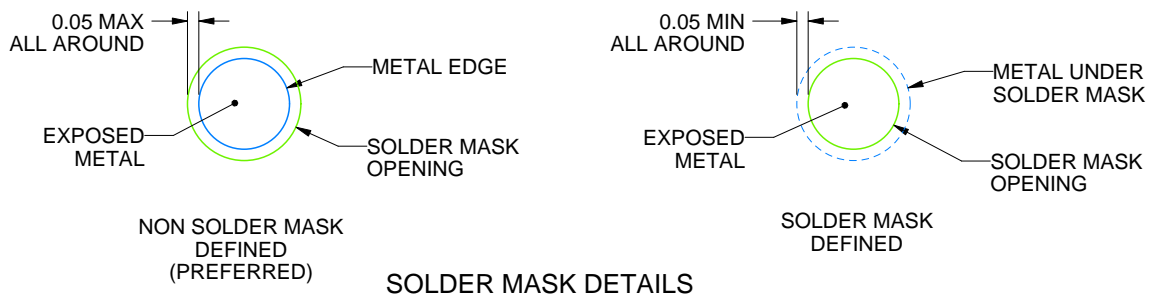 0.05 MAX
ALL AROUND
METAL EDGE
EXPOSED
METAL
SOLDER MASK
OPENING
NON SOLDER MASK
DEFINED
(PREFERRED)
0.05 MIN
ALL AROUND
METAL UNDER
SOLDER MASK
EXPOSED
METAL
SOLDER MASK
OPENING
SOLDER MASK
DEFINED
SOLDER MASK DETAILS